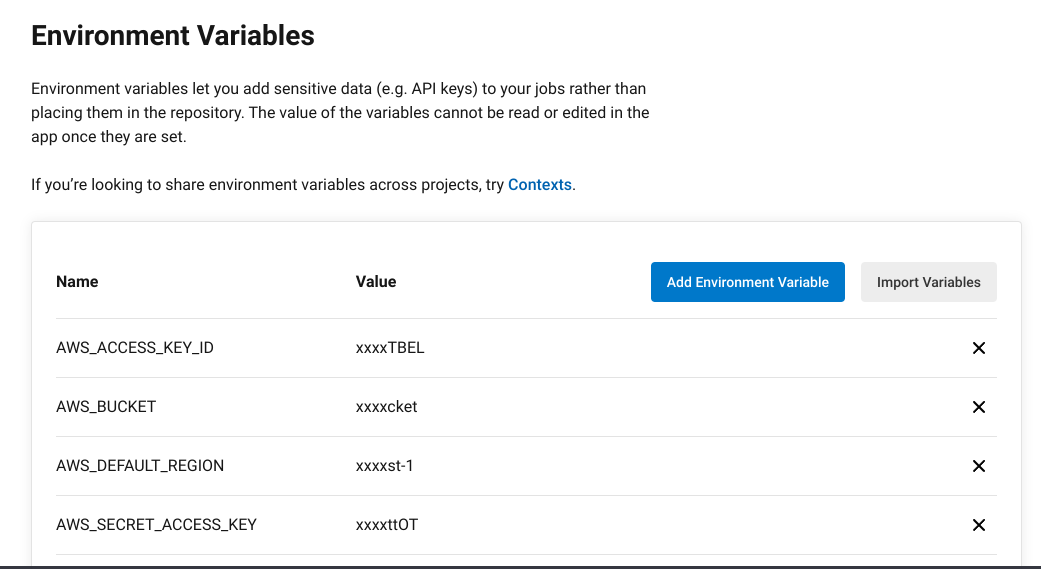 Environment Variables
Environment variables let you add sensitive data (e.g. API keys) to your jobs rather than
placing them in the repository. The value of the variables cannot be read or edited in the
app once they are set.
If you’re looking to share environment variables across projects, try Contexts.
Name Value Add Environment Variable Import Variables
AWS_ACCESS_KEY_ID xxxxTBEL
AWS_BUCKET xxxxcket
AWS_DEFAULT_REGION xxxxst-1
AWS_SECRET_ACCESS_KEY xxxxttOT